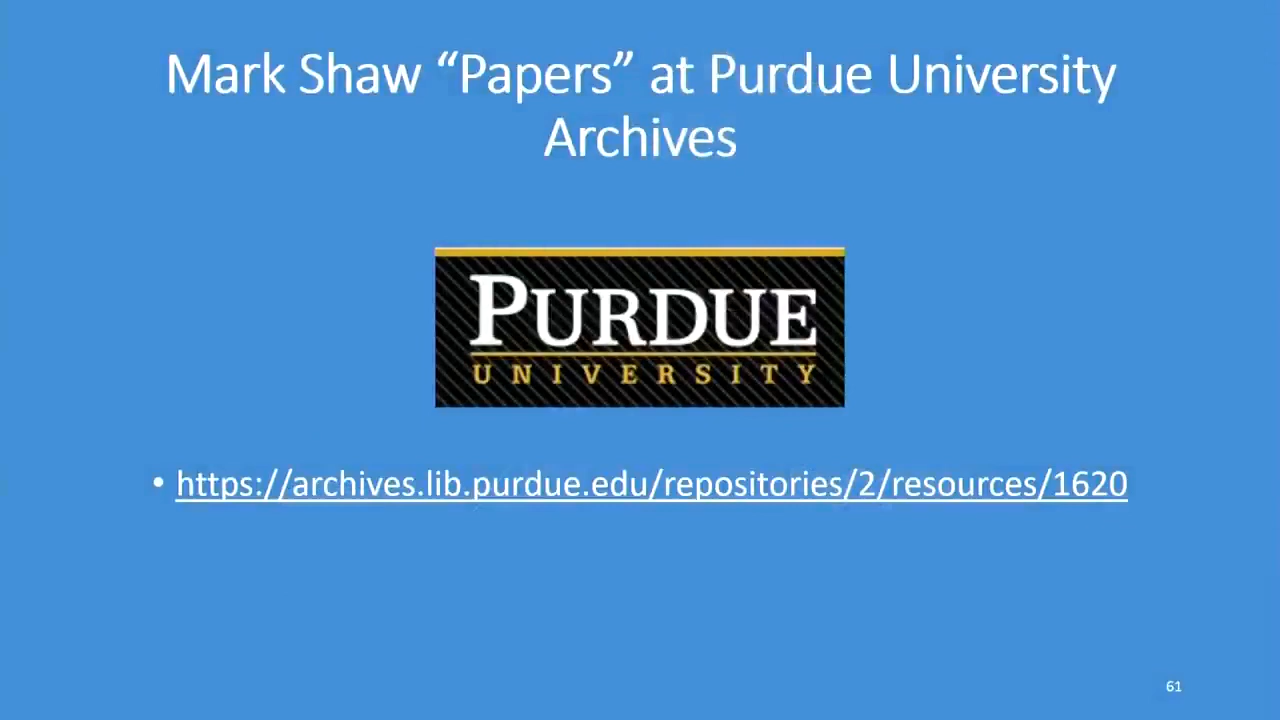 Mark Shaw “Papers” at Purdue University
Archives
PURDUE
UNIVERSITY
• https://archives.lib.purdue.edu/repositories/2/resources/1620
61